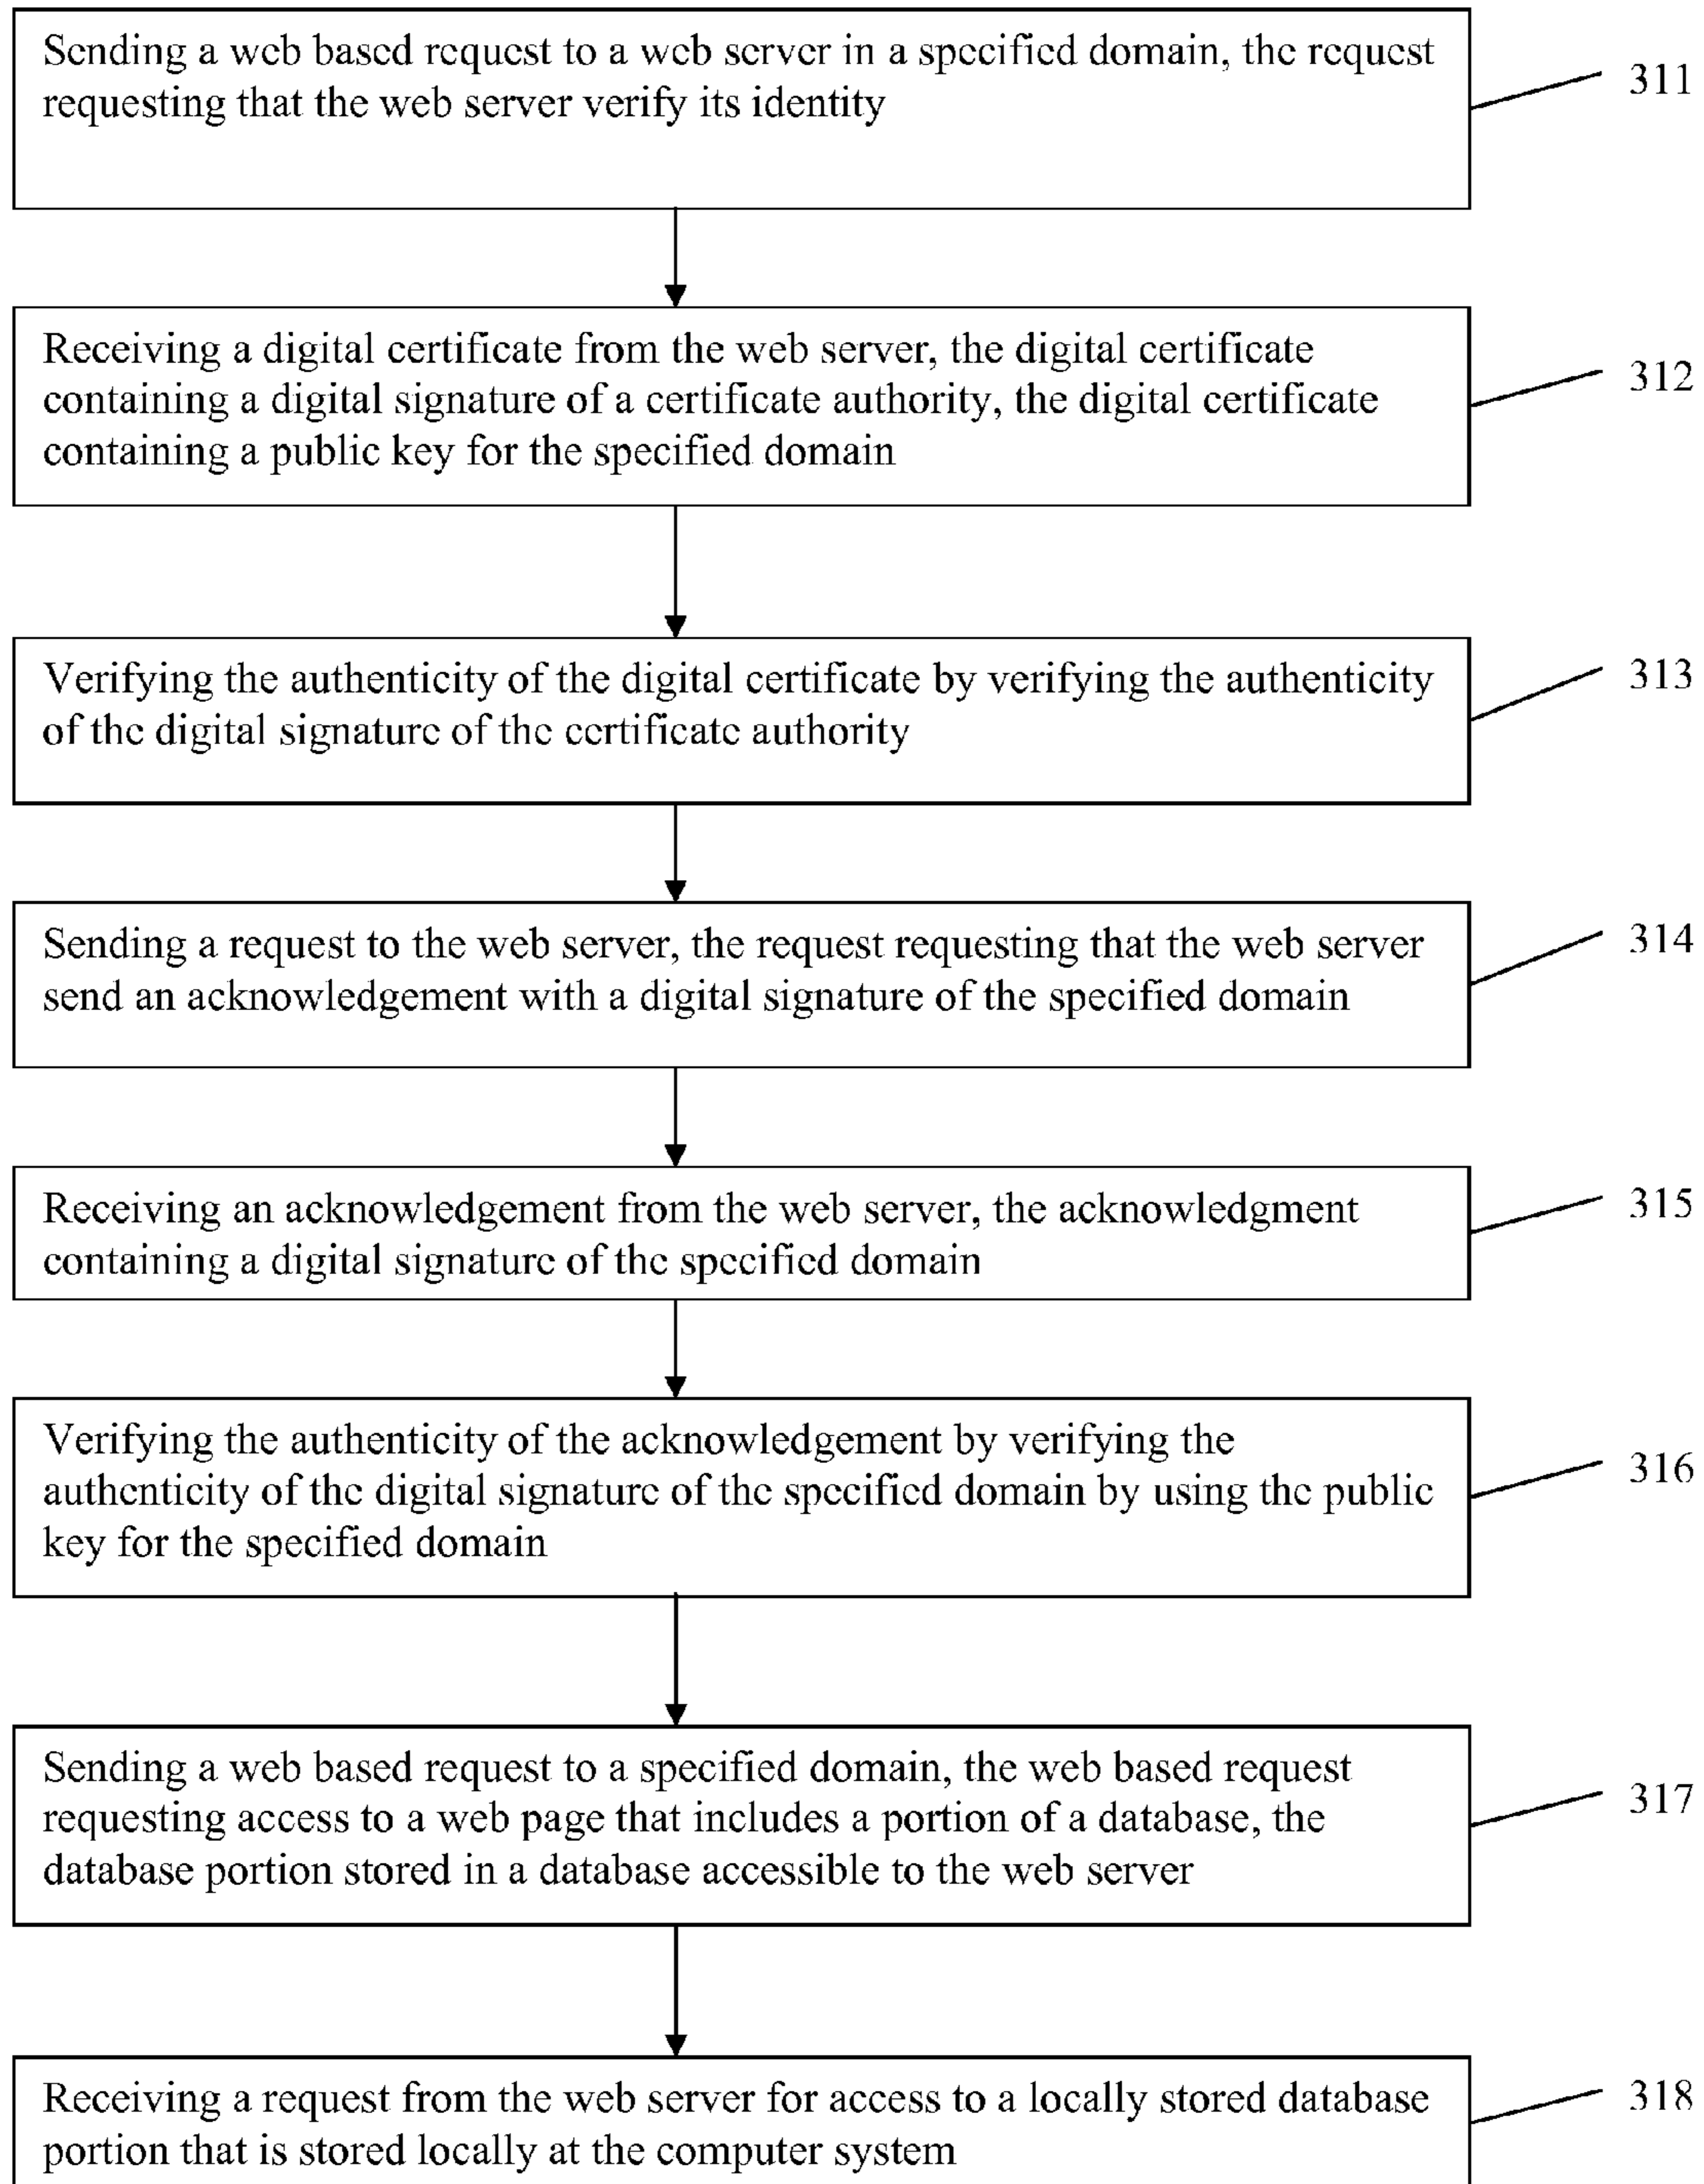 Sending a web based request to a web server in a specified domain, the request
requesting that the web server verify its identity
311
Receiving a digital certificate from the web server, the digital certificate
containing a digital signature of a certificate authority, the digital certificate
containing a public key for the specified domain
312
Verifying the authenticity of the digital certificate by verifying the authenticity
of the digital signature of the certificate authority
313
Sending a request to the web server, the request requesting that the web server
send an acknowledgement with a digital signature of the specified domain
314
Receiving an acknowledgement from the web server, the acknowledgment
containing a digital signature of the specified domain
315
Verifying the authenticity of the acknowledgement by verifying the
authenticity of the digital signature of the specified domain by using the public
key for the specified domain
316
Sending a web based request to a specified domain, the web based request
requesting access to a web page that includes a portion of a database, the
database portion stored in a database accessible to the web server
317
Receiving a request from the web server for access to a locally stored database
portion that is stored locally at the computer system
318